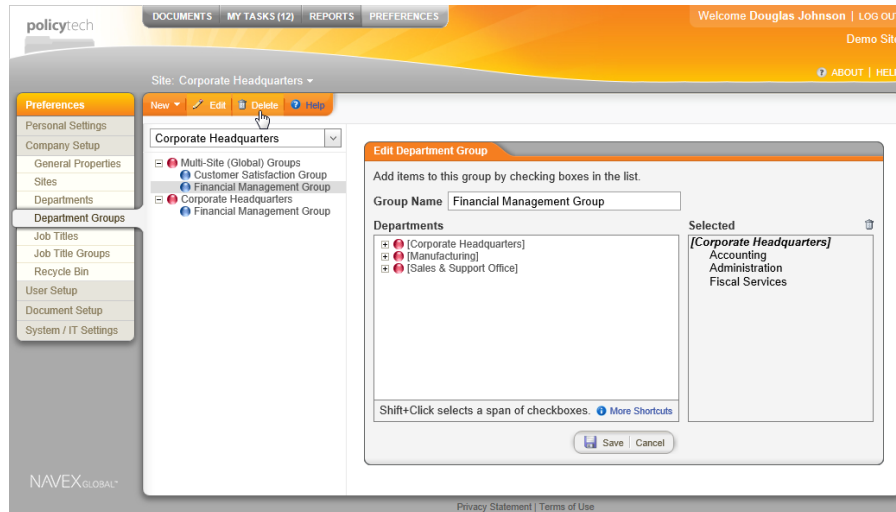 policytech
DOCUMENTS MY TASKS (12) REPORTS PREFERENCES
Welcome Douglas Johnson | LOG OUT
Demo Site
Site: Corporate Headquarters
ABOUT | HELP
Preferences
Personal Settings
Company Setup
General Properties
Sites
Departments
Department Groups
Job Titles
Job Title Groups
Recycle Bin
User Setup
Document Setup
System / IT Settings
New Edit Delete Help
Corporate Headquarters
Multi-Site (Global) Groups
Customer Satisfaction Group
Financial Management Group
Corporate Headquarters
Financial Management Group
Edit Department Group
Add items to this group by checking boxes in the list.
Group Name Financial Management Group
Departments
[Corporate Headquarters]
[Manufacturing]
[Sales & Support Office]
Shift+Click selects a span of checkboxes. More Shortcuts
Selected
[Corporate Headquarters]
Accounting
Administration
Fiscal Services
Save Cancel
NAVEX GLOBAL
Privacy Statement | Terms of Use